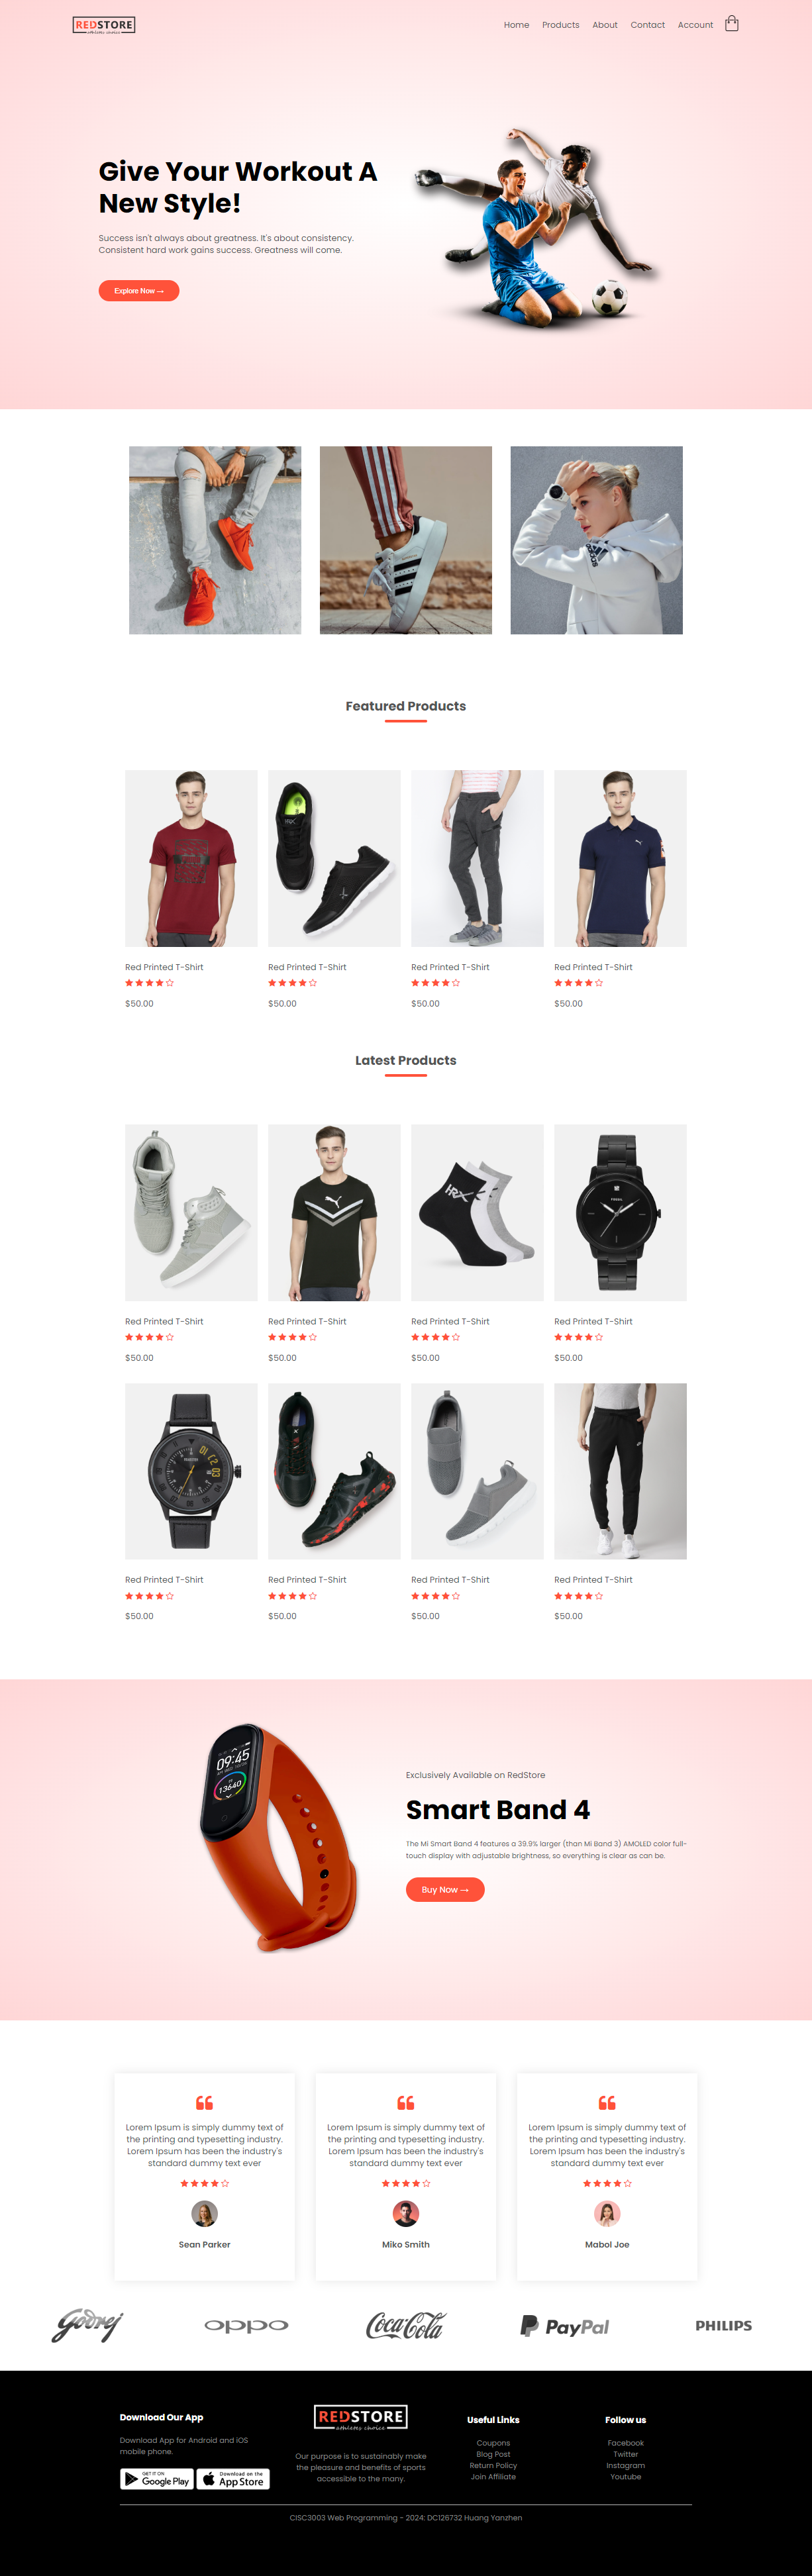 REDSTORE
athletes choice
Home Products About Contact Account
Give Your Workout A
New Style!
Success isn't always about greatness. It's about consistency.
Consistent hard work gains success. Greatness will come.
Explore Now →
adidas
Featured Products
Red Printed T-Shirt
$50.00
HRX
Red Printed T-Shirt
$50.00
Red Printed T-Shirt
$50.00
Red Printed T-Shirt
$50.00
Latest Products
Red Printed T-Shirt
$50.00
Red Printed T-Shirt
$50.00
HRX
Red Printed T-Shirt
$50.00
FOSSIL
Red Printed T-Shirt
$50.00
Red Printed T-Shirt
$50.00
Red Printed T-Shirt
$50.00
Red Printed T-Shirt
$50.00
Red Printed T-Shirt
$50.00
09:45
13640
Exclusively Available on RedStore
Smart Band 4
The Mi Smart Band 4 features a 39.9% larger (than Mi Band 3) AMOLED color full-
touch display with adjustable brightness, so everything is clear as can be.
Buy Now →
Lorem Ipsum is simply dummy text of
the printing and typesetting industry.
Lorem Ipsum has been the industry's
standard dummy text ever
Sean Parker
Lorem Ipsum is simply dummy text of
the printing and typesetting industry.
Lorem Ipsum has been the industry's
standard dummy text ever
Miko Smith
Lorem Ipsum is simply dummy text of
the printing and typesetting industry.
Lorem Ipsum has been the industry's
standard dummy text ever
Mabol Joe
Godrej
oppo
Coca-Cola
PayPal
PHILIPS
Download Our App
Download App for Android and iOS
mobile phone.
GET IT ON
Google Play
Download on the
App Store
REDSTORE
athletes choice
Our purpose is to sustainably make
the pleasure and benefits of sports
accessible to the many.
Useful Links
Coupons
Blog Post
Return Policy
Join Affiliate
Follow us
Facebook
Twitter
Instagram
Youtube
CISC3003 Web Programming - 2024: DC126732 Huang Yanzhen